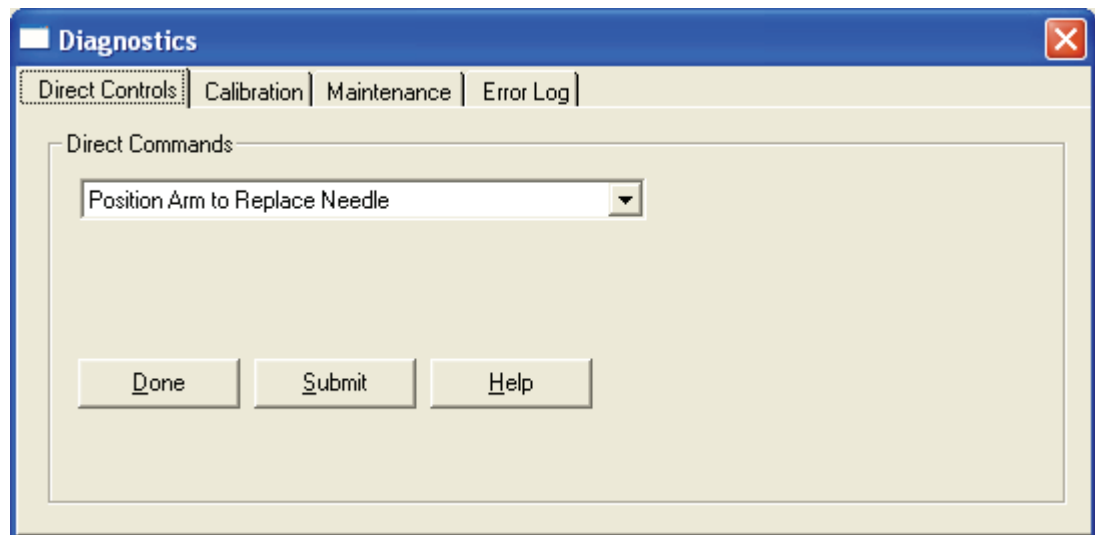 Diagnostics
Direct Controls Calibration Maintenance Error Log
Direct Commands
Position Arm to Replace Needle
Done Submit Help